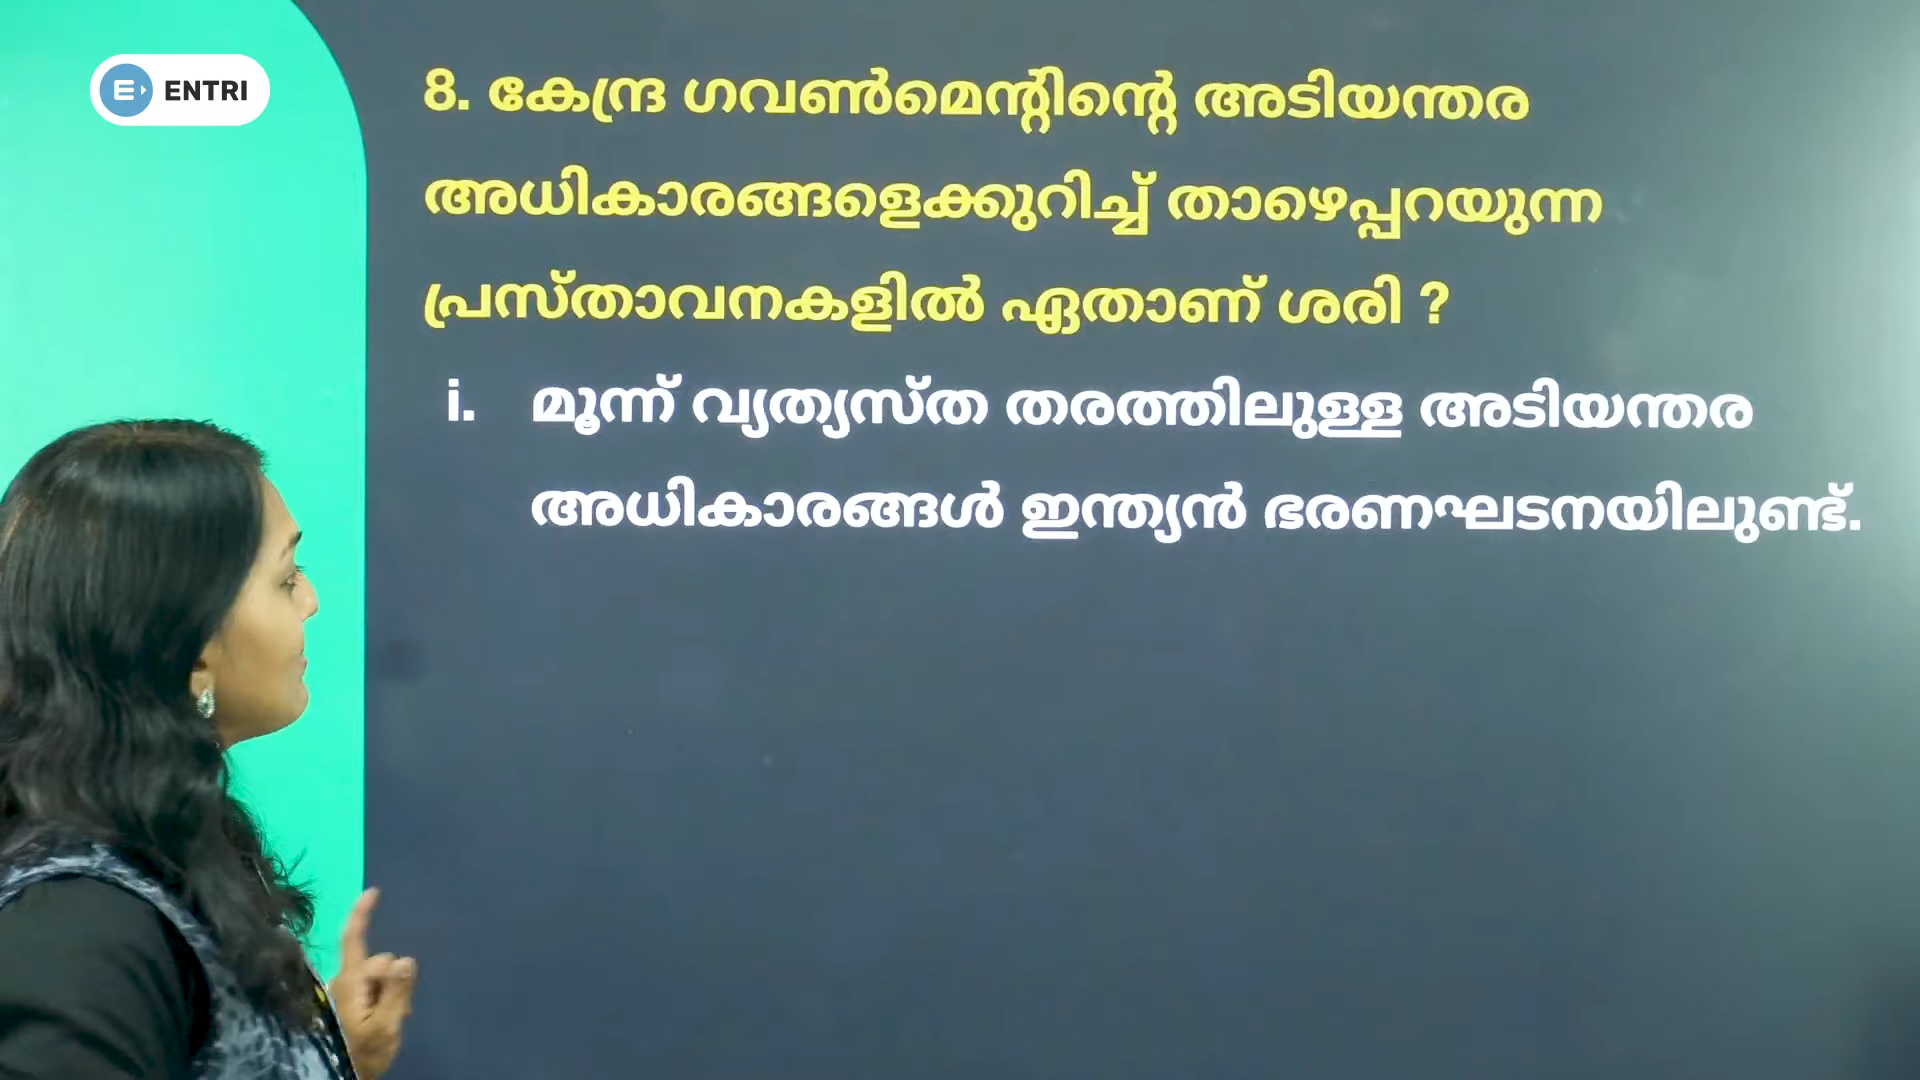 ENTRI
8. കേന്ദ്ര ഗവൺമെന്റിന്റെ അടിയന്തര
അധികാരങ്ങളെക്കുറിച്ച് താഴെപ്പറയുന്ന
പ്രസ്താവനകളിൽ ഏതാണ് ശരി ?
i. മൂന്ന് വ്യത്യസ്ത തരത്തിലുള്ള അടിയന്തര
അധികാരങ്ങൾ ഇന്ത്യൻ ഭരണഘടനയിലുണ്ട്.